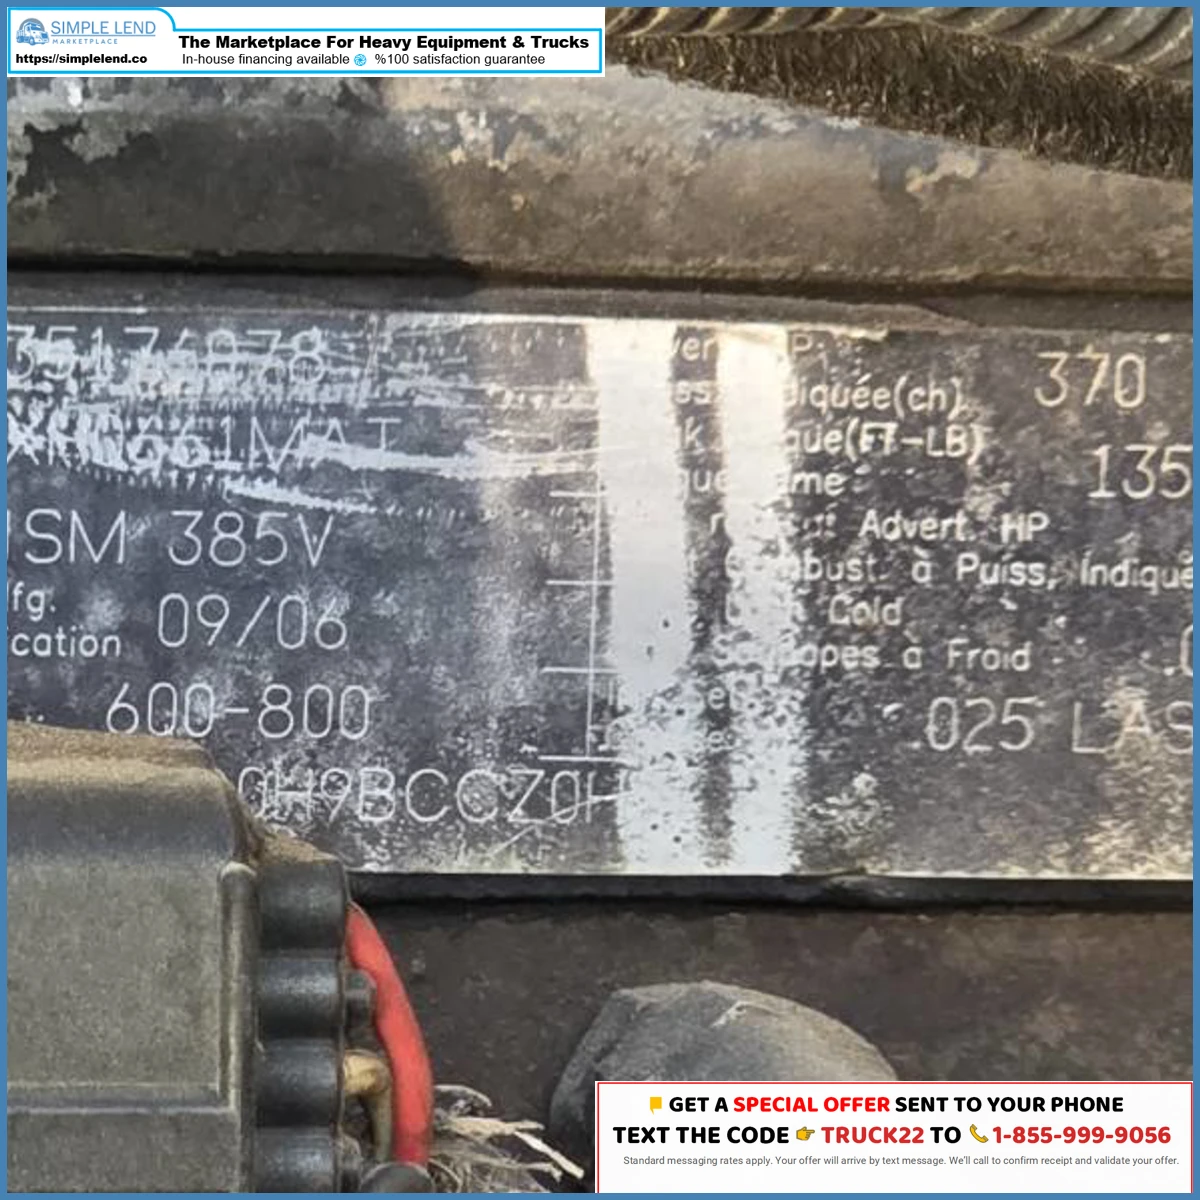 SIMPLE LEND
MARKETPLACE
https://simplelend.co
The Marketplace For Heavy Equipment & Trucks
In-house financing available %100 satisfaction guarantee
370
iquée(ch)
que(FT-LB)
135
SM 385V
Advert. HP
bust. à Puiss, Indiqué
fg.
cation 09/06
Cold
opes à Froid
600-800
.025 LAS
0H9BCCZ0H
GET A SPECIAL OFFER SENT TO YOUR PHONE
TEXT THE CODE 👉 TRUCK22 TO 📞 1-855-999-9056
Standard messaging rates apply. Your offer will arrive by text message. We'll call to confirm receipt and validate your offer.